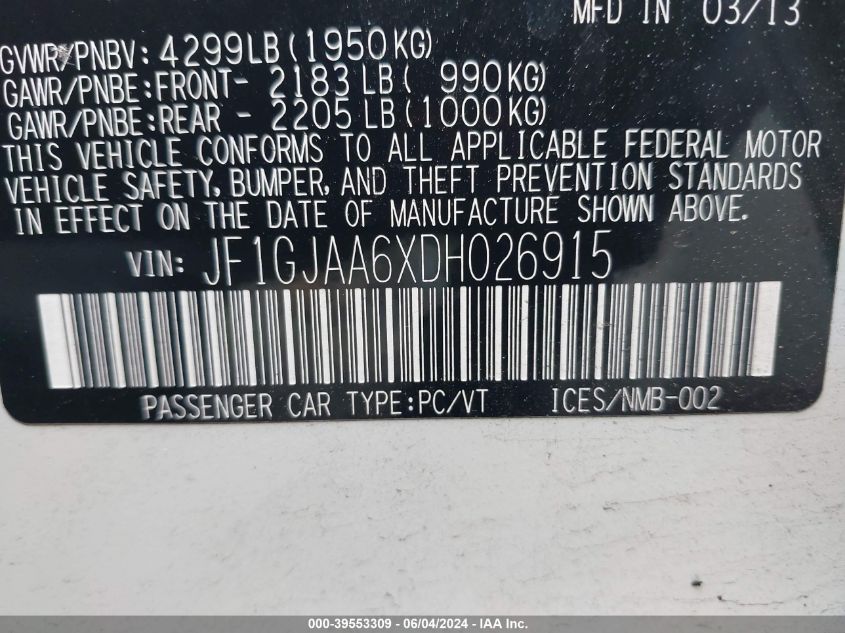 MFD IN 03/13
GVWR/PNBV: 4299LB (1950KG)
GAWR/PNBE:FRONT- 2183 LB ( 990KG)
GAWR/PNBE:REAR - 2205 LB (1000KG)
THIS VEHICLE CONFORMS TO ALL APPLICABLE FEDERAL MOTOR
VEHICLE SAFETY, BUMPER, AND THEFT PREVENTION STANDARDS
IN EFFECT ON THE DATE OF MANUFACTURE SHOWN ABOVE.
VIN: JF1GJAA6XDH026915
PASSENGER CAR TYPE:PC/VT ICES/NMB-002
000-39553309 - 06/04/2024 - IAA Inc.